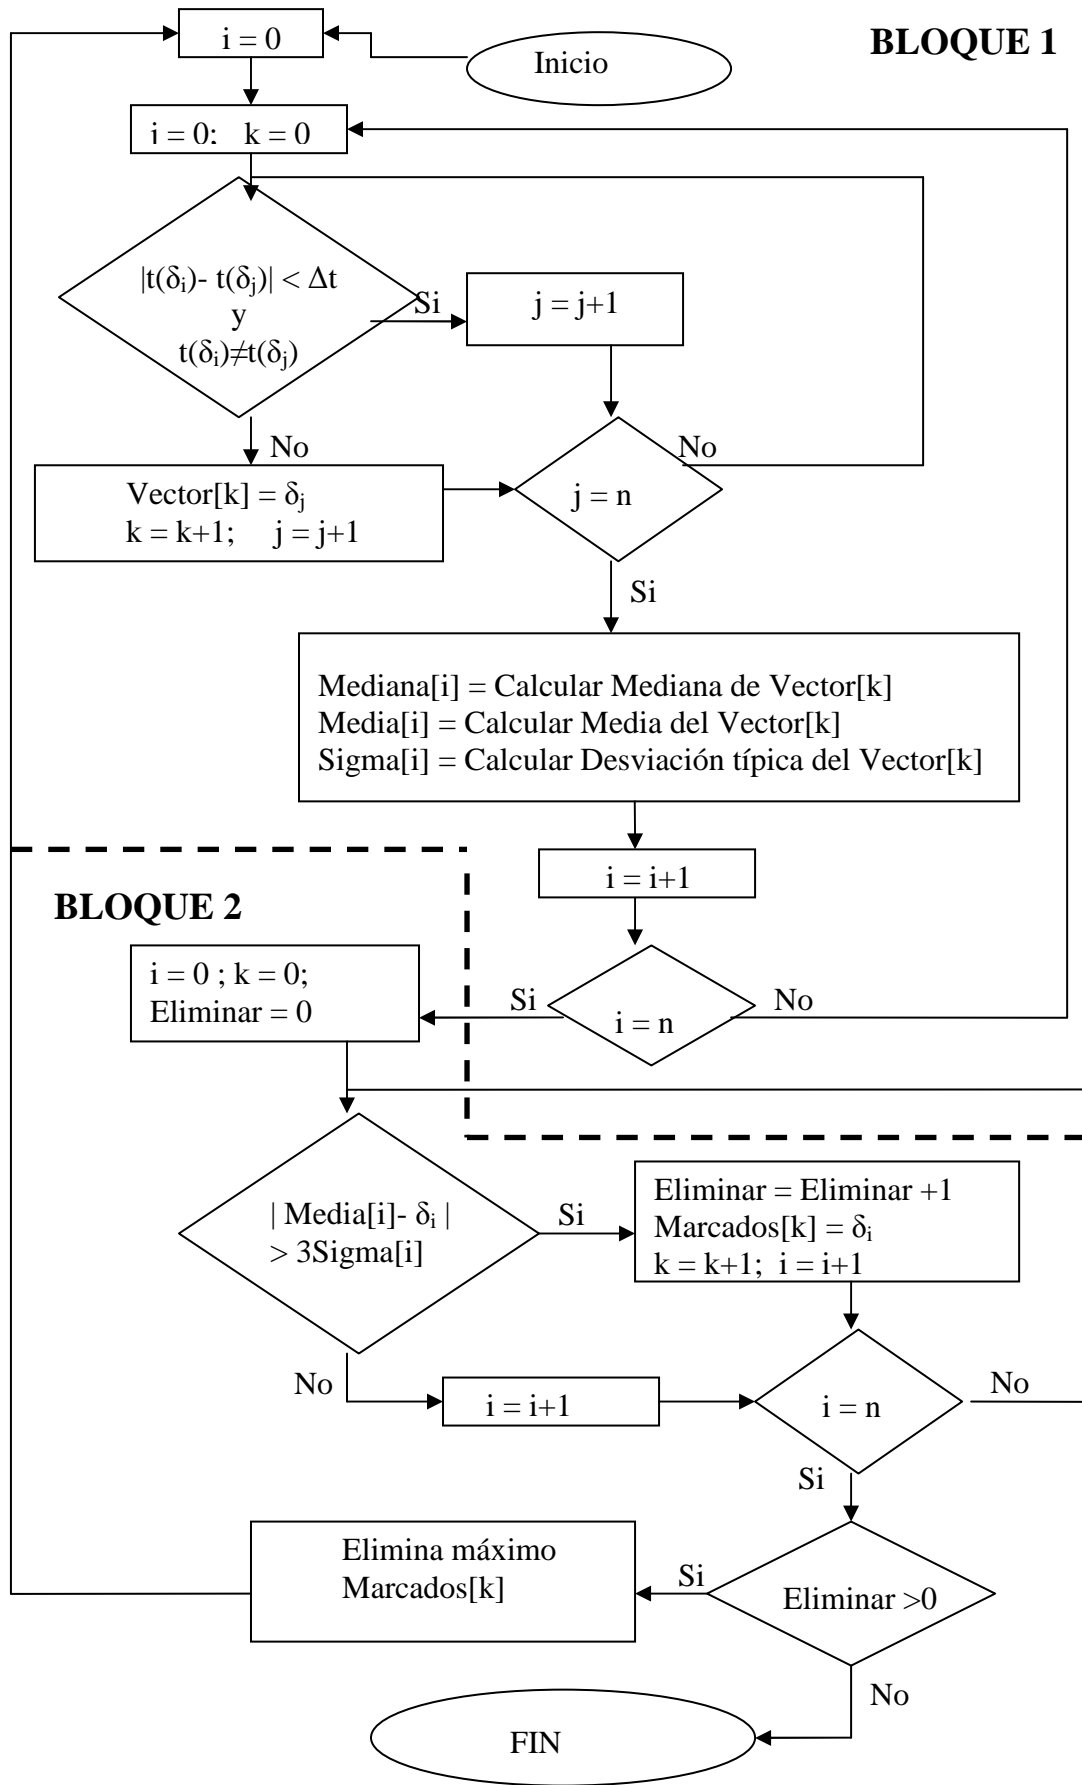 i = 0
Inicio
BLOQUE 1
j = 0; k = 0
|t(δi)- t(δj)| < Δt
y
t(δi)≠t(δj)
Si
j = j+1
No
No
Vector[k] = δj
k = k+1; j = j+1
j = n
Si
Mediana[i] = Calcular Mediana de Vector[k]
Media[i] = Calcular Media del Vector[k]
Sigma[i] = Calcular Desviación típica del Vector[k]
i = i+1
BLOQUE 2
i = 0 ; k = 0;
Eliminar = 0
Si
i = n
No
| Media[i]- δi |
> 3Sigma[i]
Si
Eliminar = Eliminar +1
Marcados[k] = δi
k = k+1; i = i+1
No
i = i+1
i = n
No
Si
Elimina máximo
Marcados[k]
Si
Eliminar >0
No
FIN